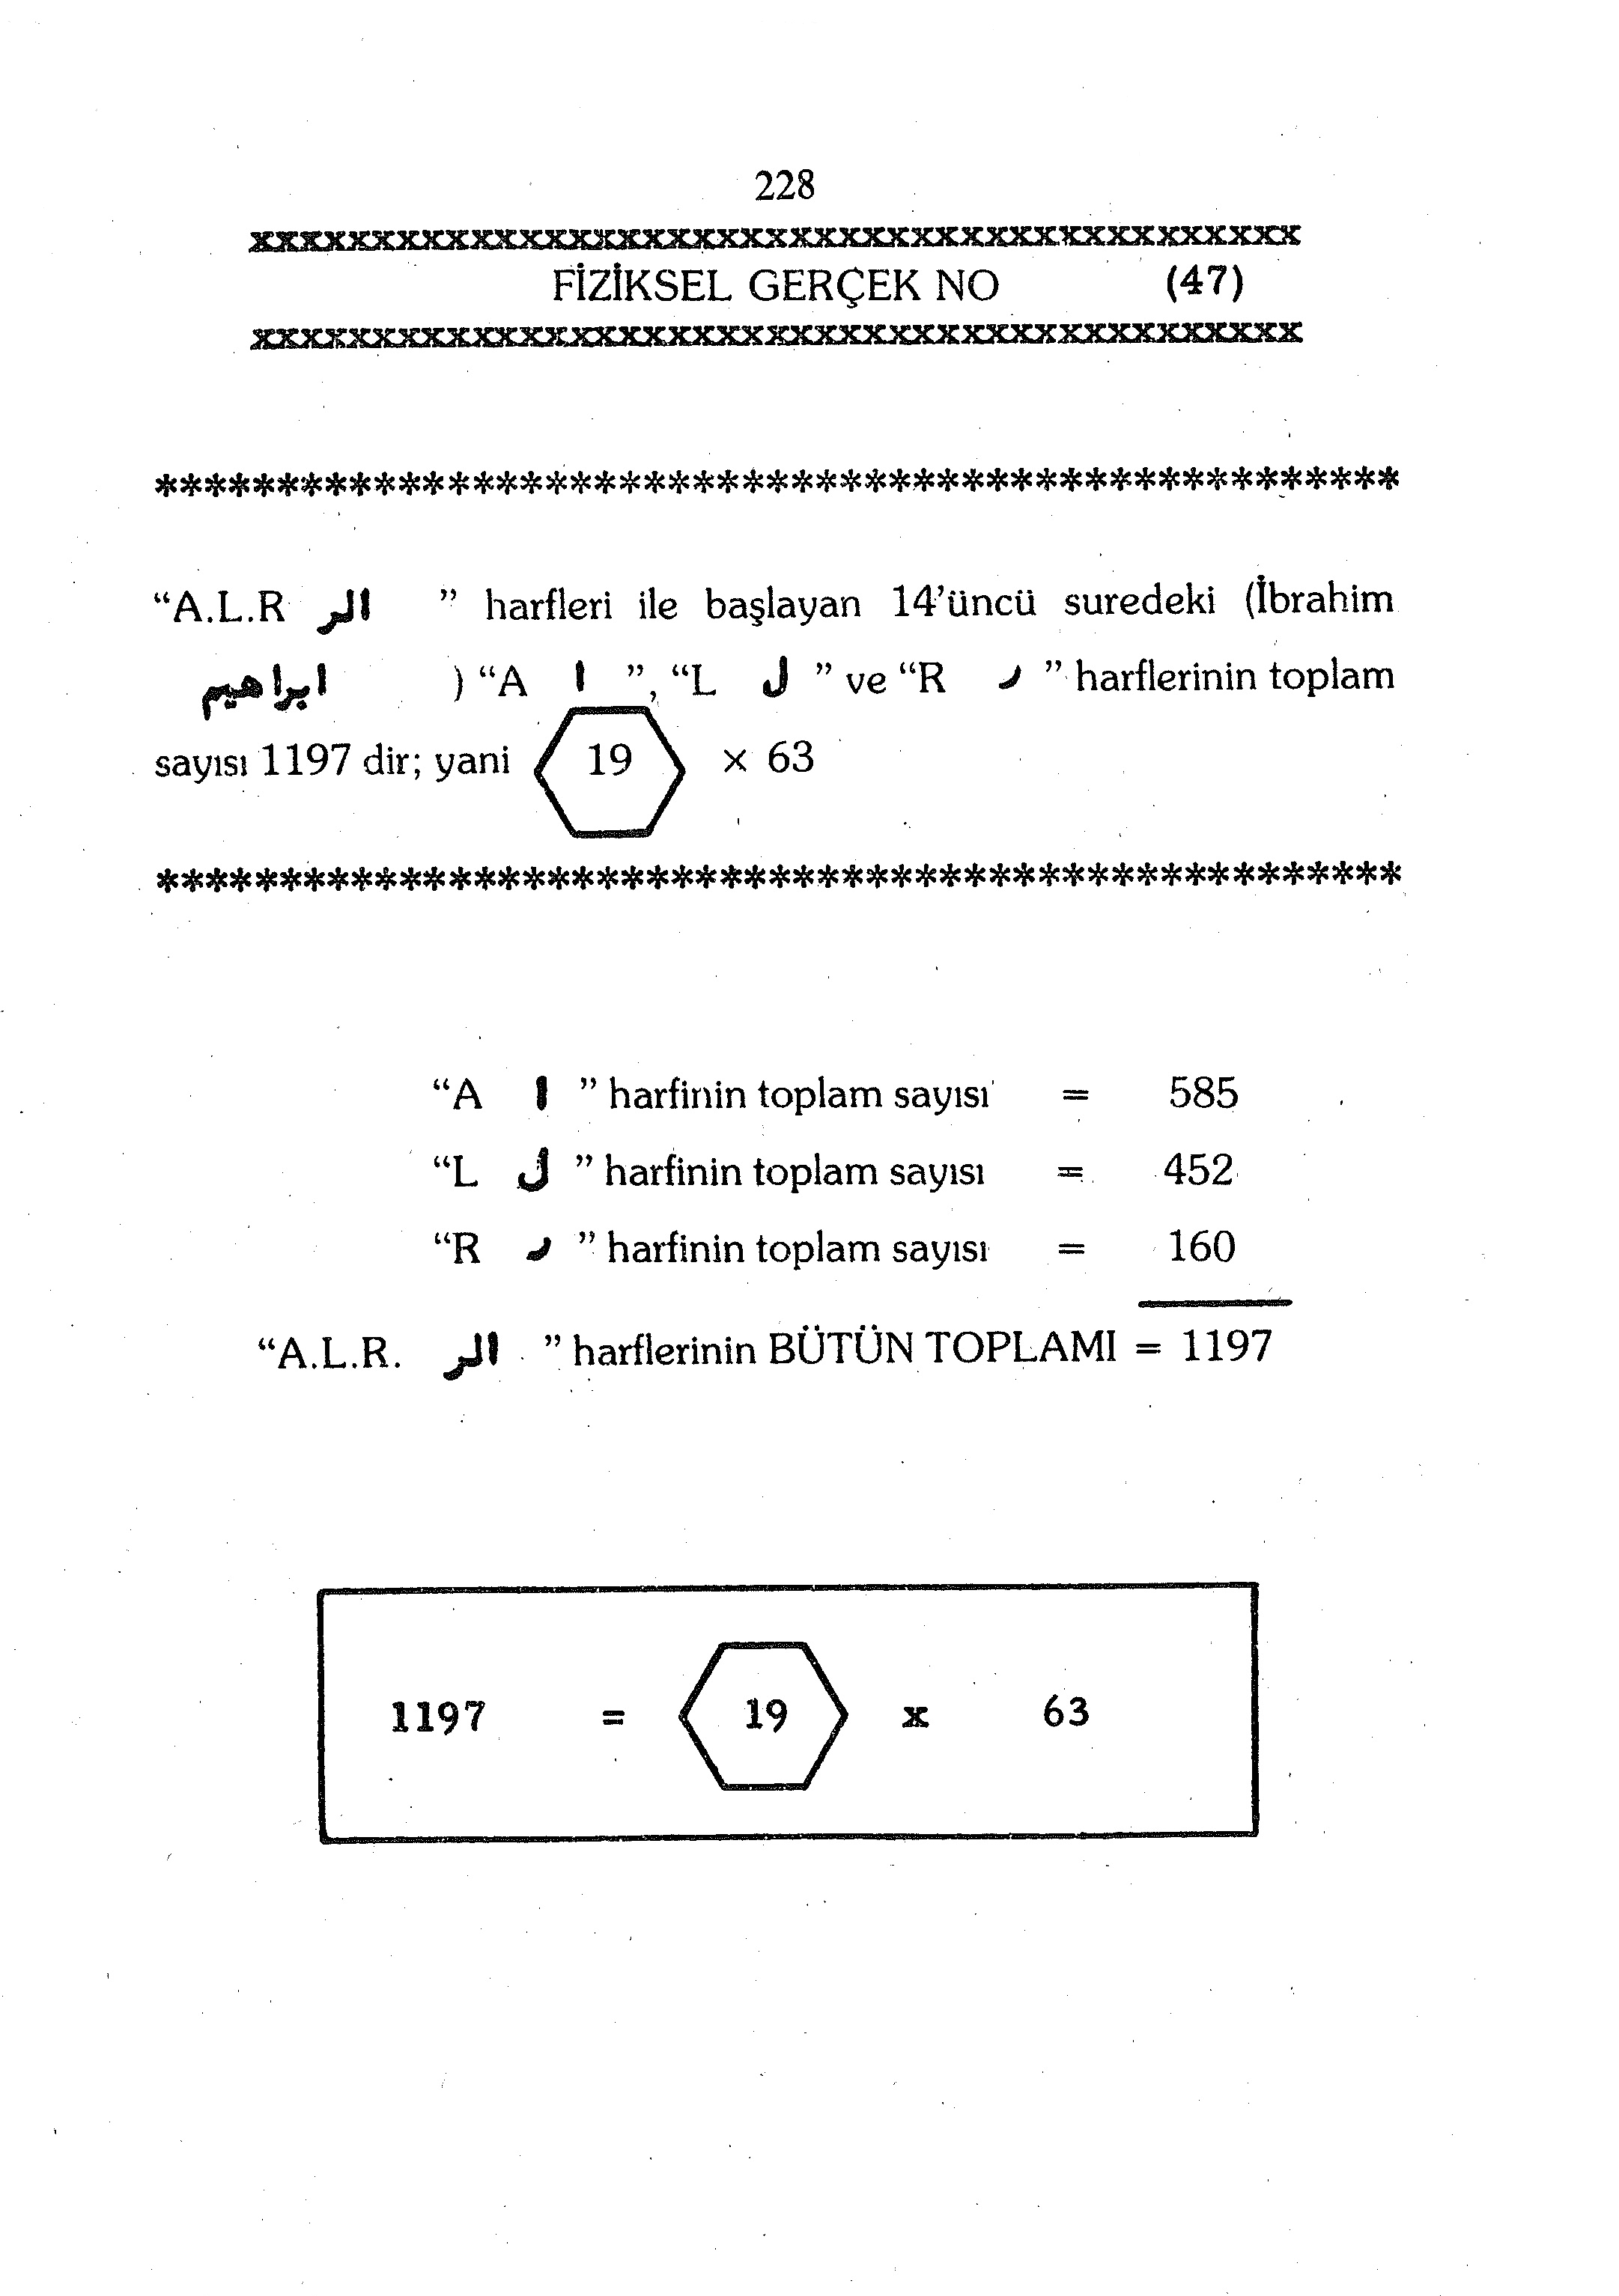 228
xxxxxxxxxxxxxxxxxxxxxxxxxxxxxxxxxxxxxxxxxxx
FİZİKSEL GERÇEK NO (47)
xxxxxxxxxxxxxxxxxxxxxxxxxxxxxxxxxxxxxxxxxxx
***************************************************
“A.L.R الر ” harfleri ile başlayan 14’üncü suredeki (İbrahim
ابراهيم ) “A ا ”, “L ل ” ve “R ر ” harflerinin toplam
sayısı 1197 dir; yani 19 × 63
***************************************************
“A ا ” harfinin toplam sayısı = 585
“L ل ” harfinin toplam sayısı = 452
“R ر ” harfinin toplam sayısı = 160
“A.L.R. الر ” harflerinin BÜTÜN TOPLAMI = 1197
1197 = 19 x 63